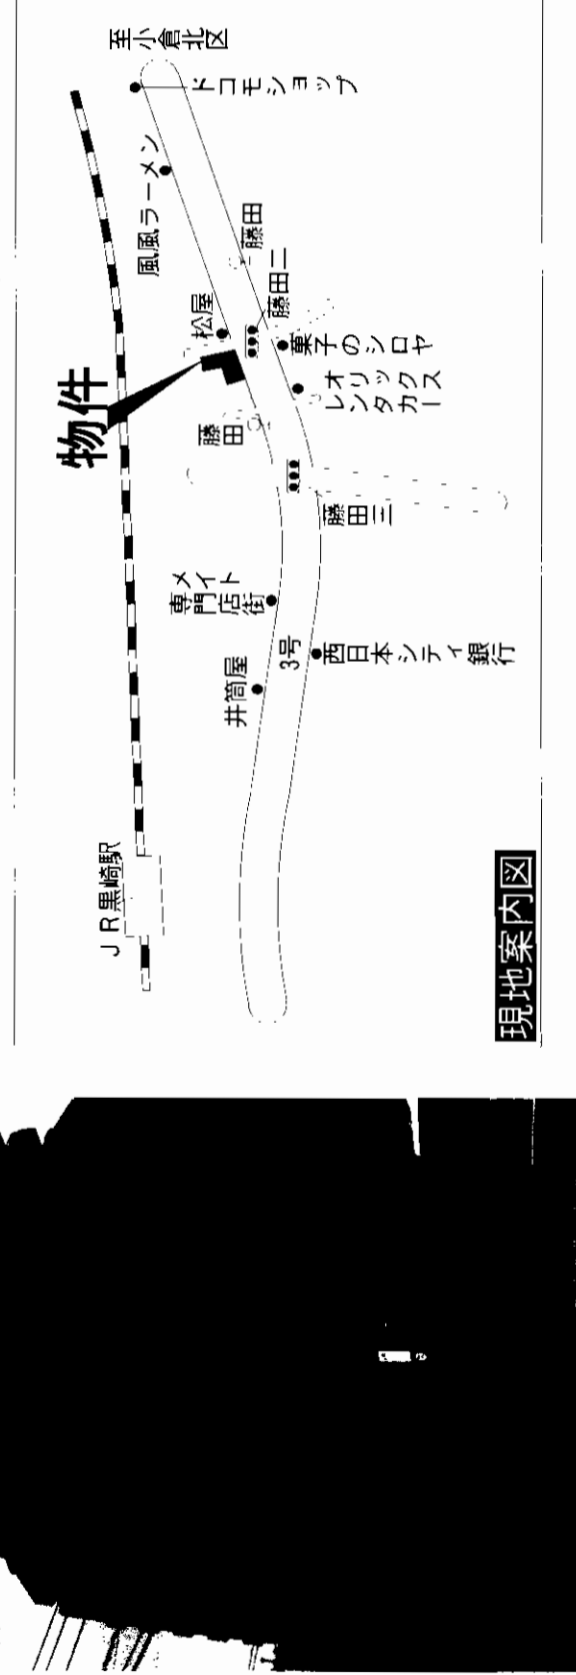 現地案内図
JR黒崎駅
井筒屋
メイト
専門店街
3号
西日本シティ銀行
藤田三
藤田
物件
松屋
オリックス
レンタカー
菓子のシロヤ
藤田二
藤田
風風ラーメン
ドコモショップ
至小倉北区